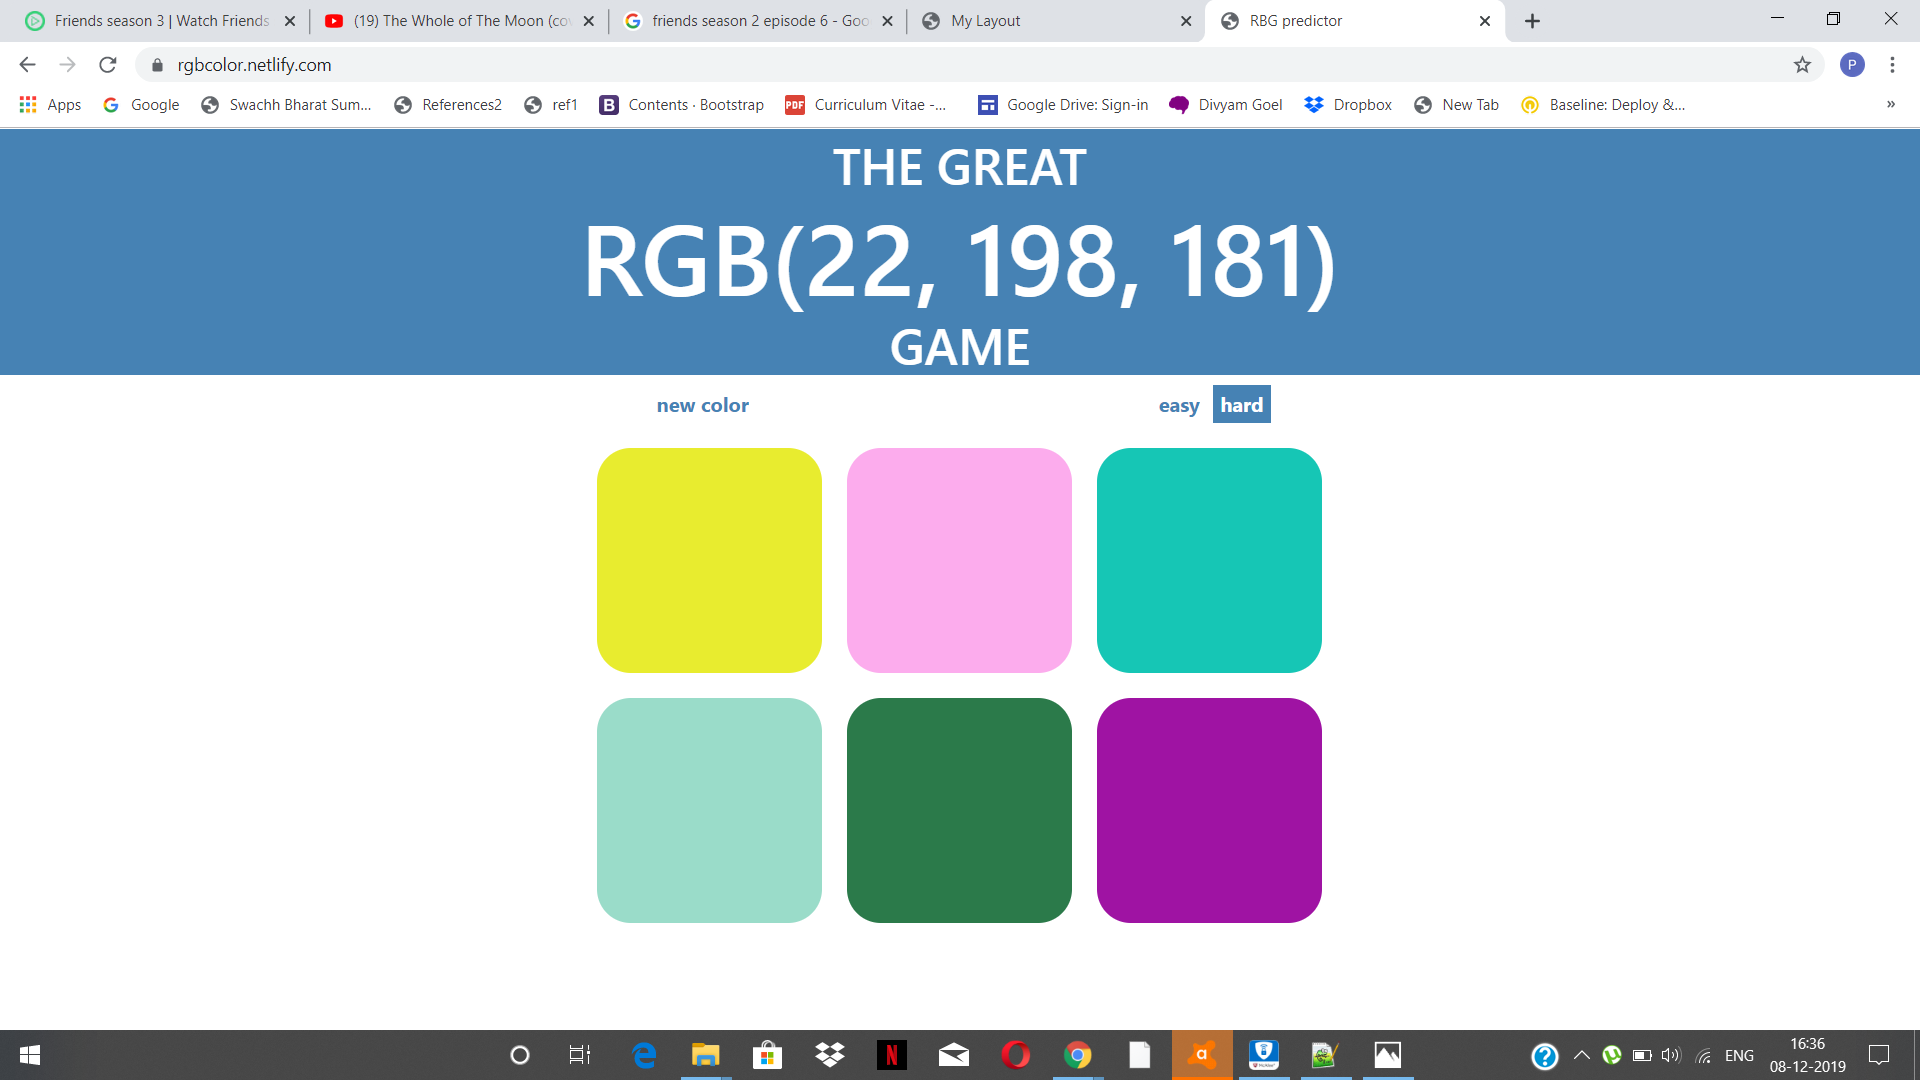 Friends season 3 | Watch Friends
(19) The Whole of The Moon (co
friends season 2 episode 6 - Goo
My Layout
RBG predictor
rgbcolor.netlify.com
P
Apps
Google
Swachh Bharat Sum...
References2
ref1
B
Contents · Bootstrap
PDF
Curriculum Vitae -...
Google Drive: Sign-in
Divyam Goel
Dropbox
New Tab
Baseline: Deploy &...
»
THE GREAT
RGB(22, 198, 181)
GAME
new color
easy
hard
N
ENG
16:36
08-12-2019